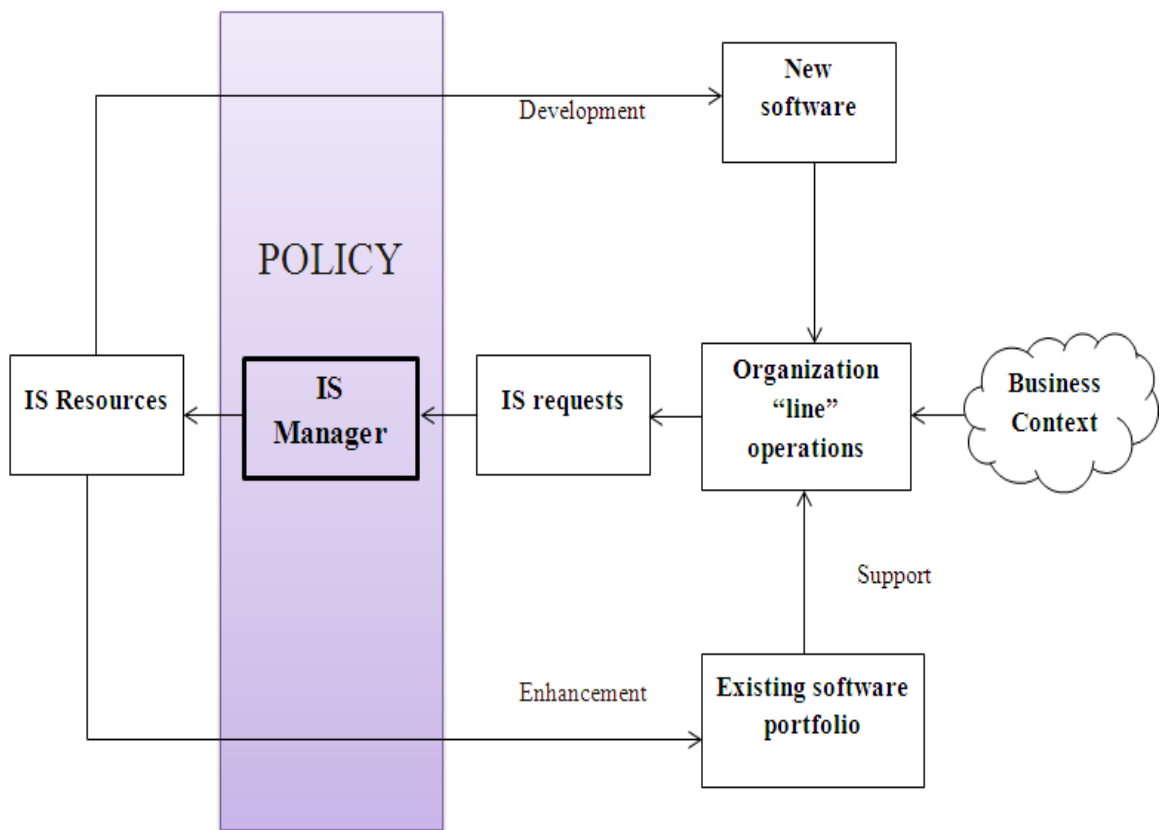 New
software
Development
POLICY
IS Resources
IS
Manager
IS requests
Organization
“line”
operations
Business
Context
Support
Enhancement
Existing software
portfolio